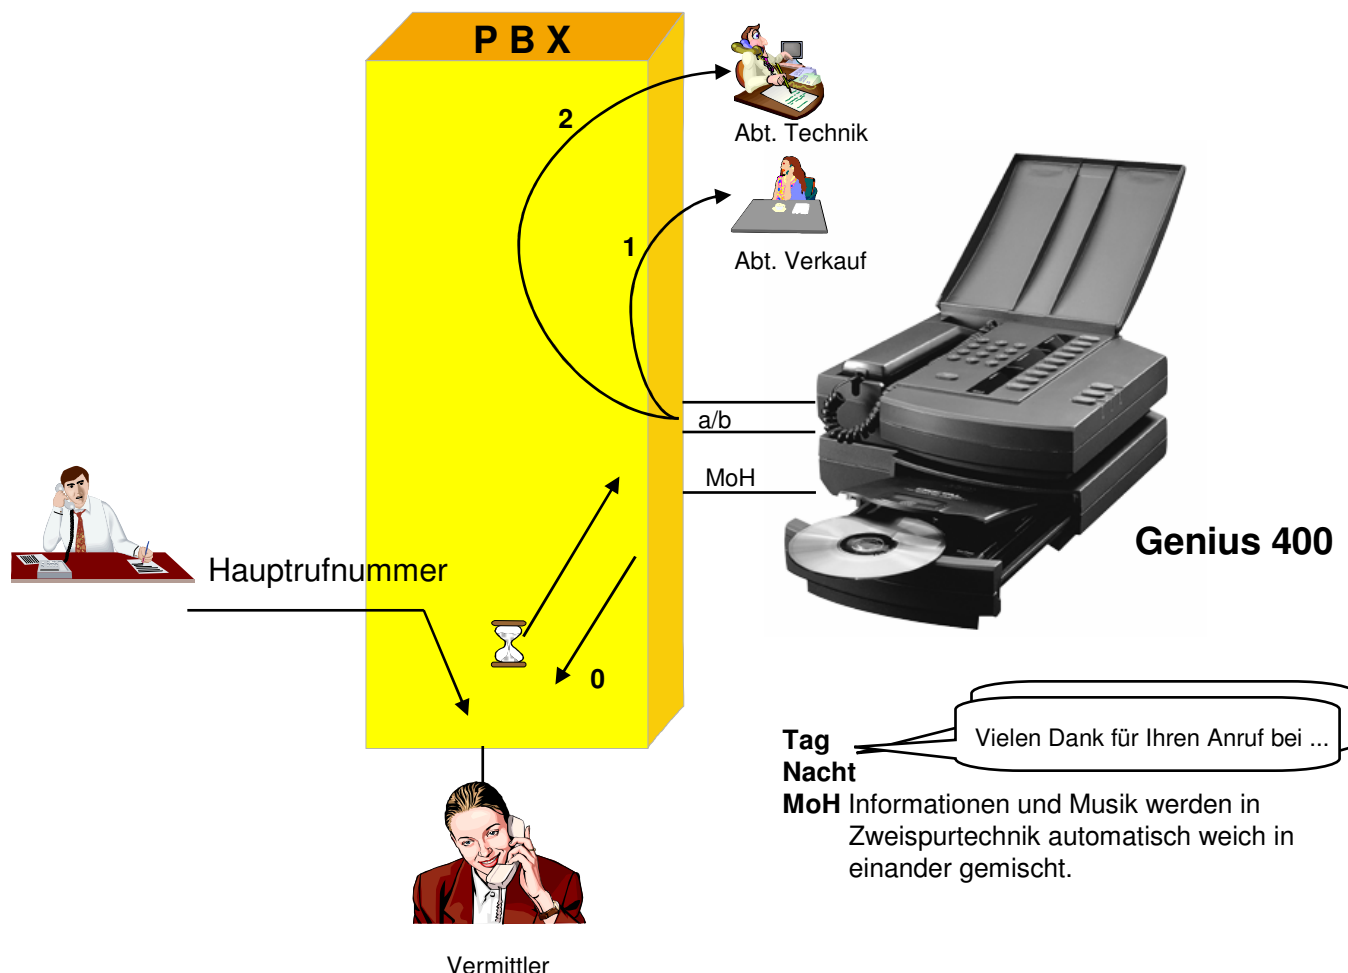 P B X
2
Abt. Technik
1
Abt. Verkauf
a/b
MoH
Genius 400
Hauptrufnummer
0
Vielen Dank für Ihren Anruf bei ...
Tag
Nacht
MoH Informationen und Musik werden in
Zweispurtechnik automatisch weich in
einander gemischt.
Vermittler